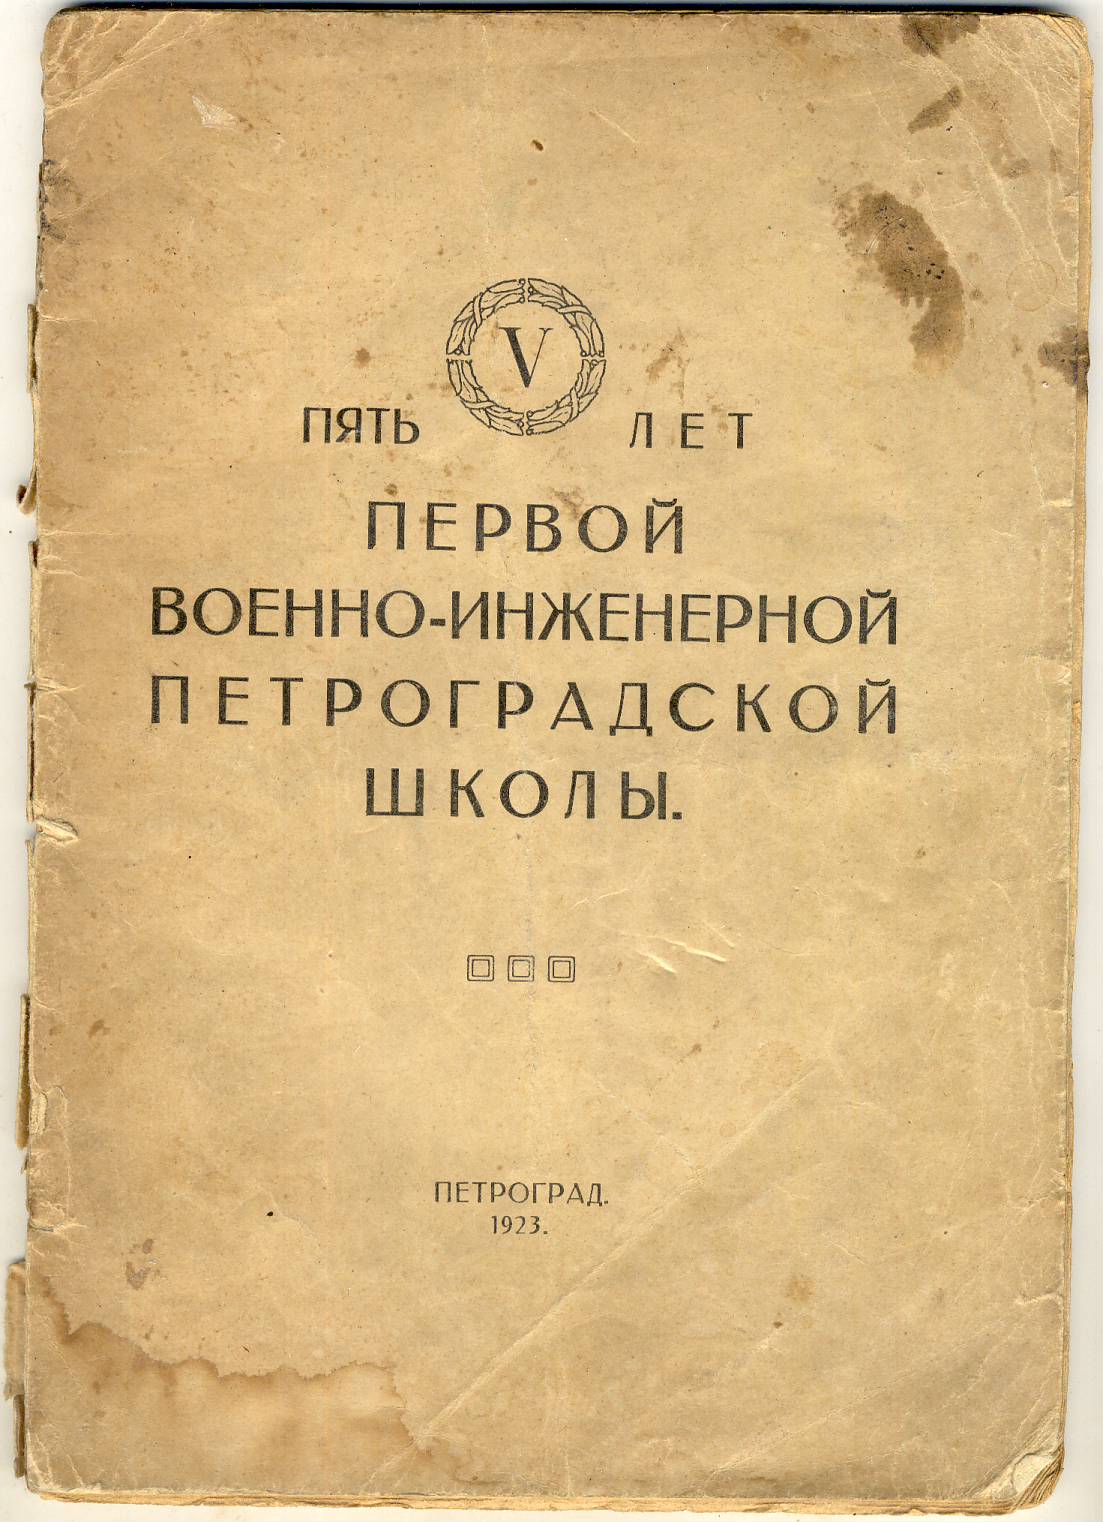 V
ПЯТЬ ЛЕТ
ПЕРВОЙ
ВОЕННО-ИНЖЕНЕРНОЙ
ПЕТРОГРАДСКОЙ
ШКОЛЫ.
ПЕТРОГРАД.
1923.